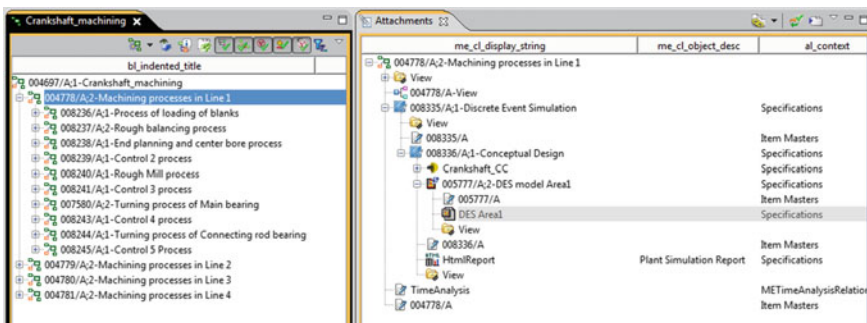 Crankshaft_machining
bl_indented_title
004697/A;1-Crankshaft_machining
004778/A;2-Machining processes in Line 1
008236/A;1-Process of loading of blanks
008237/A;2-Rough balancing process
008238/A;1-End planning and center bore process
008239/A;1-Control 2 process
008240/A;1-Rough Mill process
008241/A;1-Control 3 process
007580/A;2-Turning process of Main bearing
008243/A;1-Control 4 process
008244/A;1-Turning process of Connecting rod bearing
008245/A;1-Control 5 Process
004779/A;2-Machining processes in Line 2
004780/A;2-Machining processes in Line 3
004781/A;2-Machining processes in Line 4
Attachments
me_cl_display_string me_cl_object_desc al_context
004778/A;2-Machining processes in Line 1
View
004778/A-View
008335/A;1-Discrete Event Simulation Specifications
View
008335/A Item Masters
008336/A;1-Conceptual Design Specifications
Crankshaft_CC Specifications
005777/A;2-DES model Area1 Specifications
005777/A Item Masters
DES Area1 Specifications
View
008336/A Item Masters
HtmlReport Plant Simulation Report Specifications
View
TimeAnalysis METimeAnalysisRelation
004778/A Item Masters